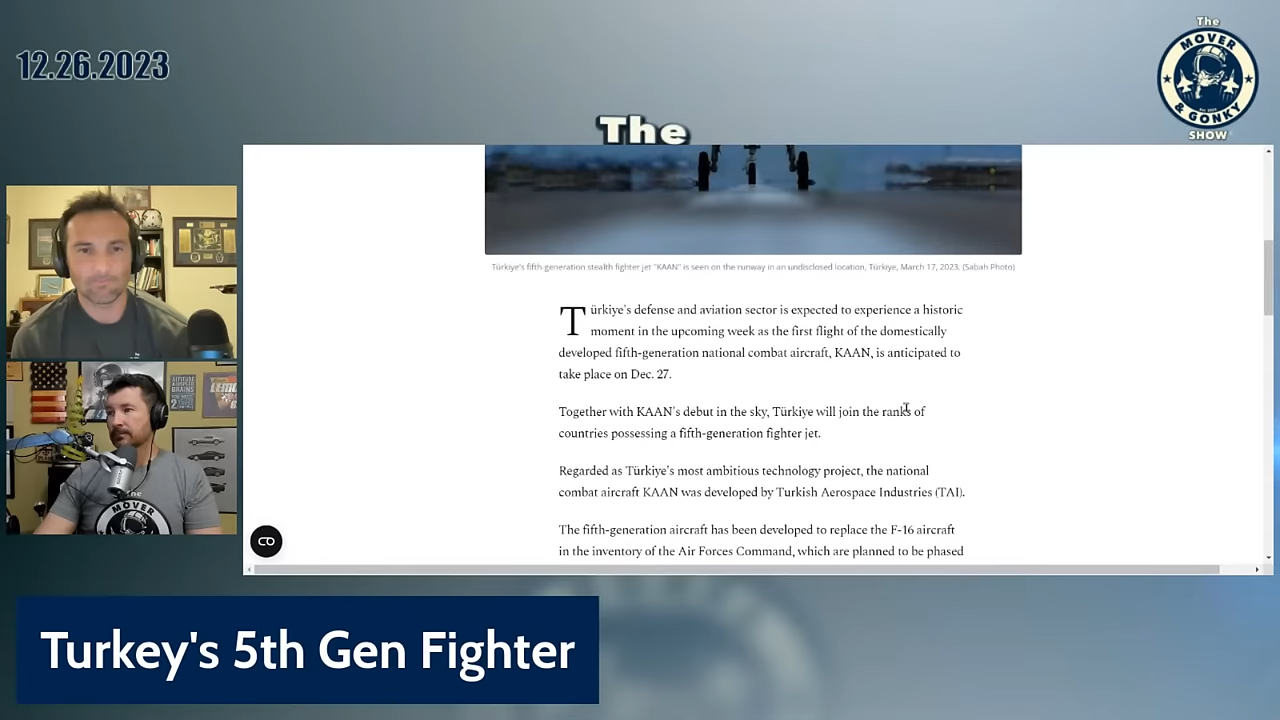 12.26.2023
The
MOVER
& GONKY
SHOW
The
Türkiye's fifth-generation stealth fighter jet "KAAN" is seen on the runway in an undisclosed location, Türkiye, March 17, 2023. (Sabah Photo)
Türkiye's defense and aviation sector is expected to experience a historic
moment in the upcoming week as the first flight of the domestically
developed fifth-generation national combat aircraft, KAAN, is anticipated to
take place on Dec. 27.
Together with KAAN's debut in the sky, Türkiye will join the ranks of
countries possessing a fifth-generation fighter jet.
Regarded as Türkiye's most ambitious technology project, the national
combat aircraft KAAN was developed by Turkish Aerospace Industries (TAI).
The fifth-generation aircraft has been developed to replace the F-16 aircraft
in the inventory of the Air Forces Command, which are planned to be phased
The
MOVER
Turkey's 5th Gen Fighter